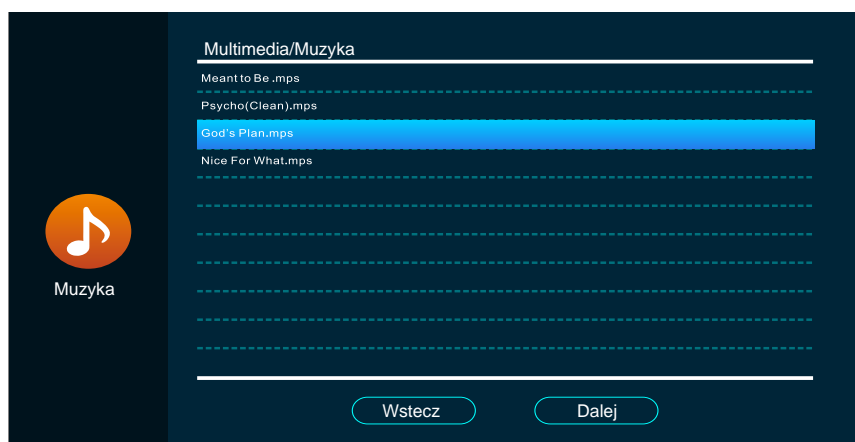 Multimedia/Muzyka
Meant to Be .mps
Psycho(Clean).mps
God's Plan.mps
Nice For What.mps
Muzyka
Wstecz
Dalej